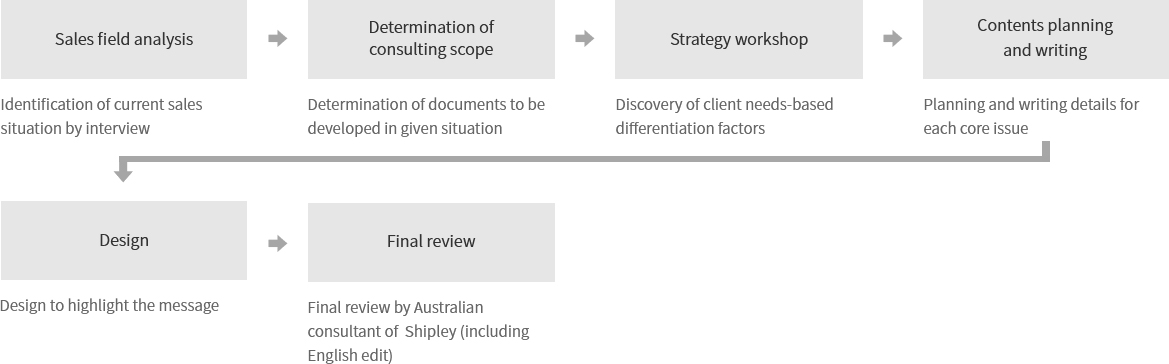 Sales field analysis
Identification of current sales
situation by interview
Determination of
consulting scope
Determination of documents to be
developed in given situation
Strategy workshop
Discovery of client needs-based
differentiation factors
Contents planning
and writing
Planning and writing details for
each core issue
Design
Design to highlight the message
Final review
Final review by Australian
consultant of  Shipley (including
English edit)